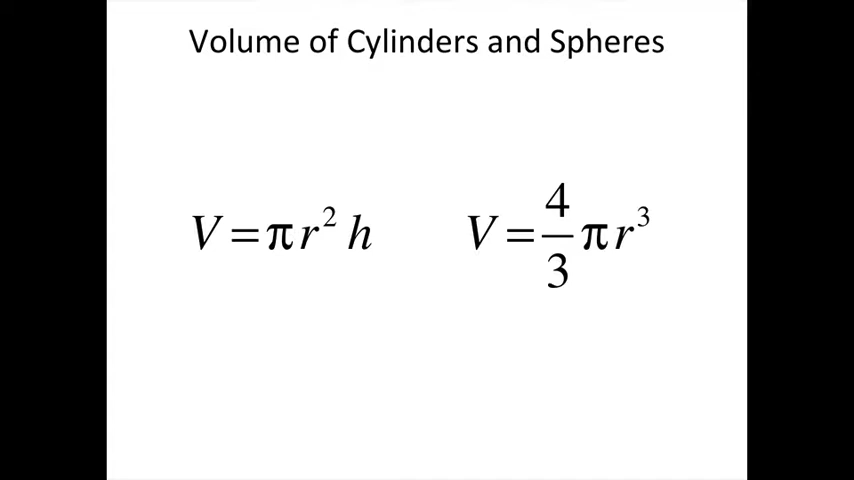 Volume of Cylinders and Spheres
V = πr² h
V = 4/3 πr³